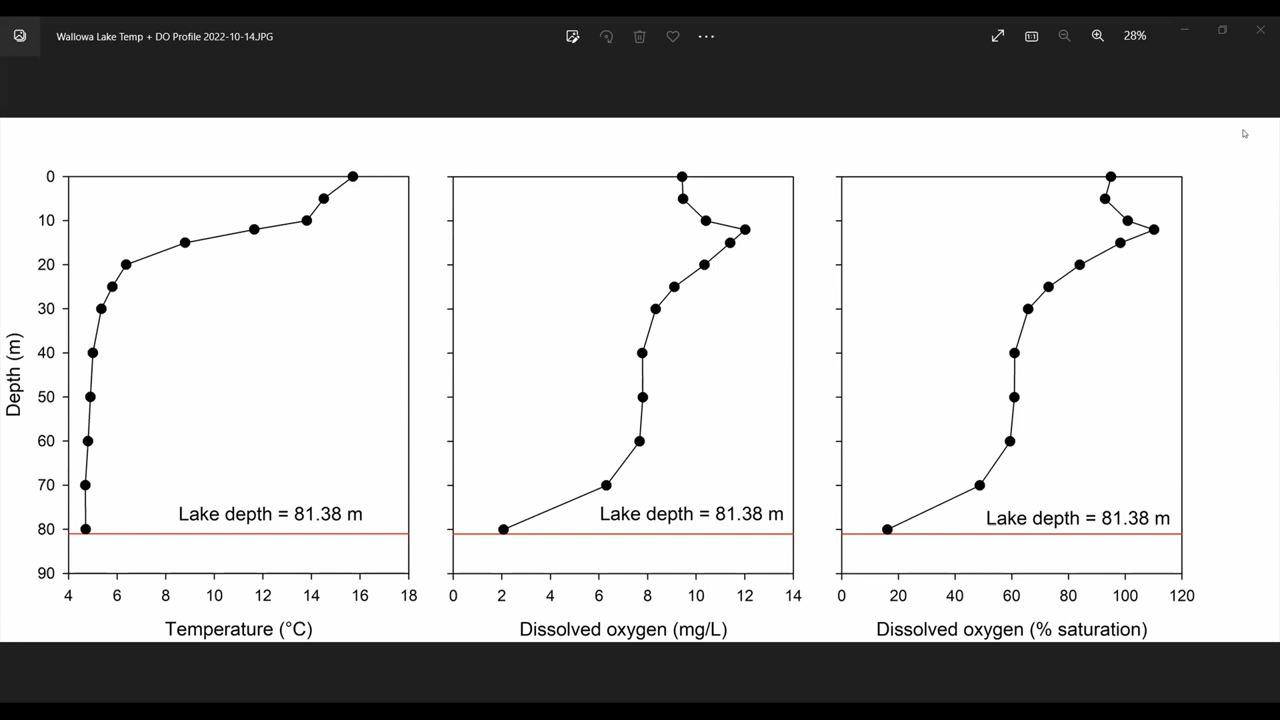 Wallowa Lake Temp + DO Profile 2022-10-14.JPG
1:1
28%
0
10
20
30
40
50
60
70
80
90
Depth (m)
Lake depth = 81.38 m
4 6 8 10 12 14 16 18
Temperature (°C)
Lake depth = 81.38 m
0 2 4 6 8 10 12 14
Dissolved oxygen (mg/L)
Lake depth = 81.38 m
0 20 40 60 80 100 120
Dissolved oxygen (% saturation)